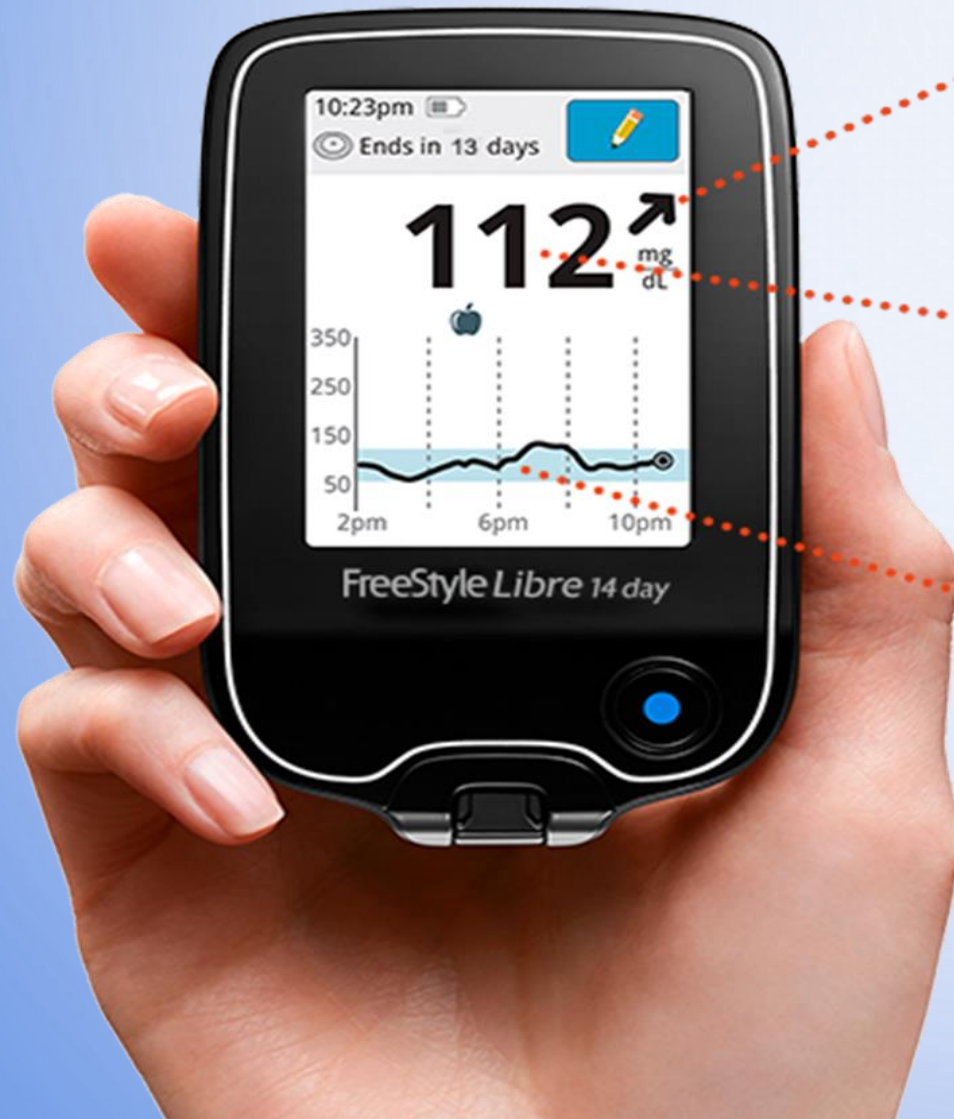 10:23pm
Ends in 13 days
112
mg
dL
350
250
150
50
2pm 6pm 10pm
FreeStyle Libre 14 day